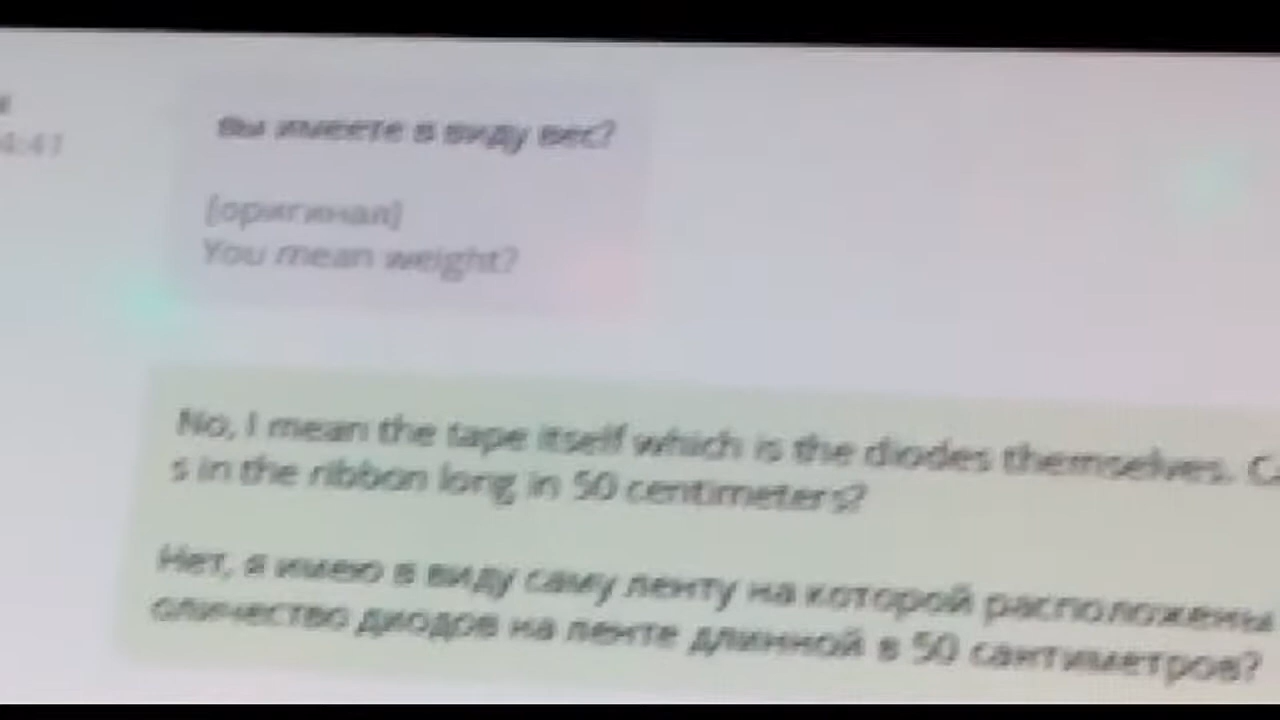 4:41
вы имеете в виду вес?
[оригинал]
You mean weight?
No, I mean the tape itself which is the diodes themselves.
s in the ribbon long in 50 centimeters?
Нет, я имею в виду саму ленту на которой расположены
оличество диодов на ленте длинной в 50 сантиметров?